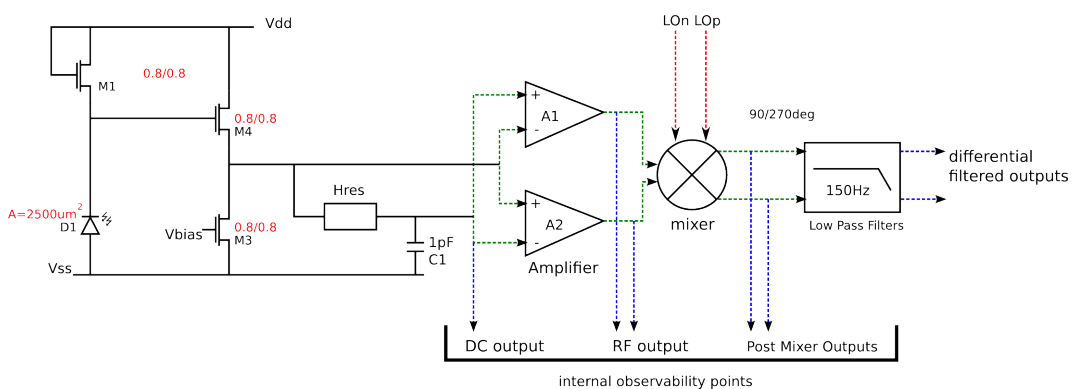 LOn LOp
Vdd
0.8/0.8
M1
0.8/0.8
M4
+
A1
-
90/270deg
differential
filtered outputs
150Hz
Low Pass Filters
mixer
Hres
A=2500um²
D1
Vbias
0.8/0.8
M3
+
A2
-
1pF
C1
Amplifier
Vss
DC output
RF output
Post Mixer Outputs
internal observability points